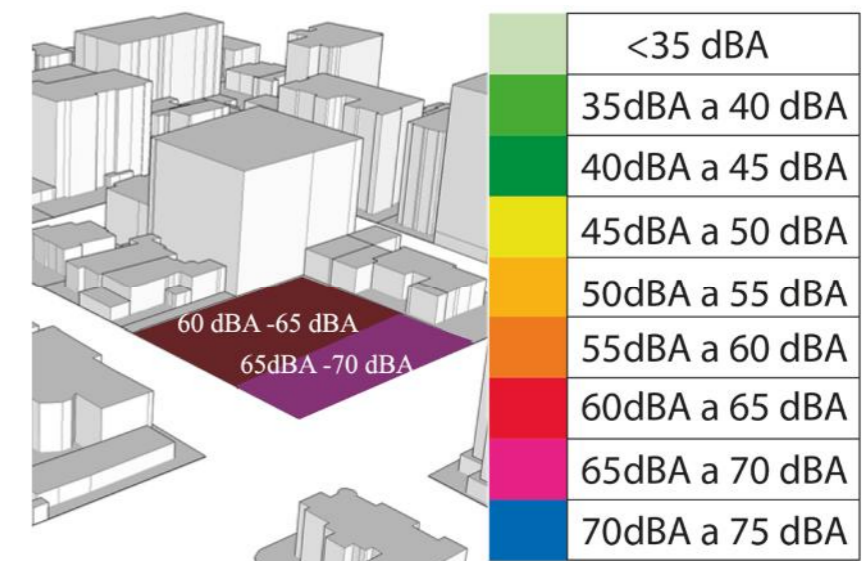 60 dBA -65 dBA
65dBA -70 dBA
<35 dBA
35dBA a 40 dBA
40dBA a 45 dBA
45dBA a 50 dBA
50dBA a 55 dBA
55dBA a 60 dBA
60dBA a 65 dBA
65dBA a 70 dBA
70dBA a 75 dBA